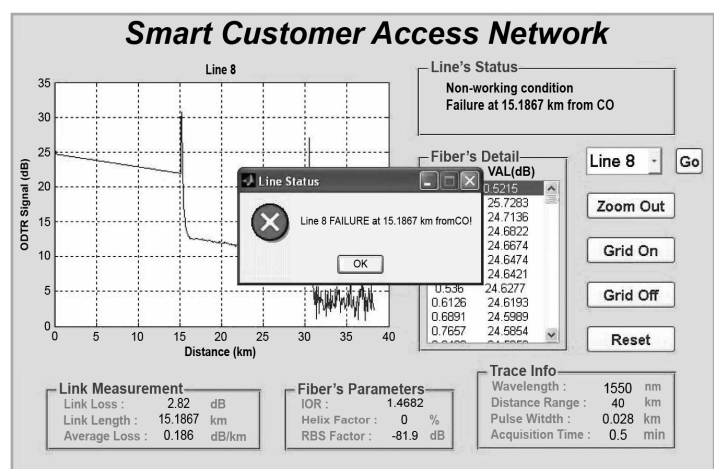 Smart Customer Access Network
Line 8
ODTR Signal (dB)
35
30
25
20
15
10
5
0
0 5 10 15 20 25 30 35 40
Distance (km)
Line's Status
Non-working condition
Failure at 15.1867 km from CO
Fiber's Detail
VAL(dB)
0.5215
25.7283
24.7136
24.6822
24.6674
24.6474
24.6421
0.536 24.6277
0.6126 24.6193
0.6891 24.5989
0.7657 24.5854
Line Status
Line 8 FAILURE at 15.1867 km fromCO!
OK
Line 8 Go
Zoom Out
Grid On
Grid Off
Reset
Link Measurement
Link Loss : 2.82 dB
Link Length : 15.1867 km
Average Loss : 0.186 dB/km
Fiber's Parameters
IOR : 1.4682
Helix Factor : 0 %
RBS Factor : -81.9 dB
Trace Info
Wavelength : 1550 nm
Distance Range : 40 km
Pulse Witdth : 0.028 km
Acquisition Time : 0.5 min